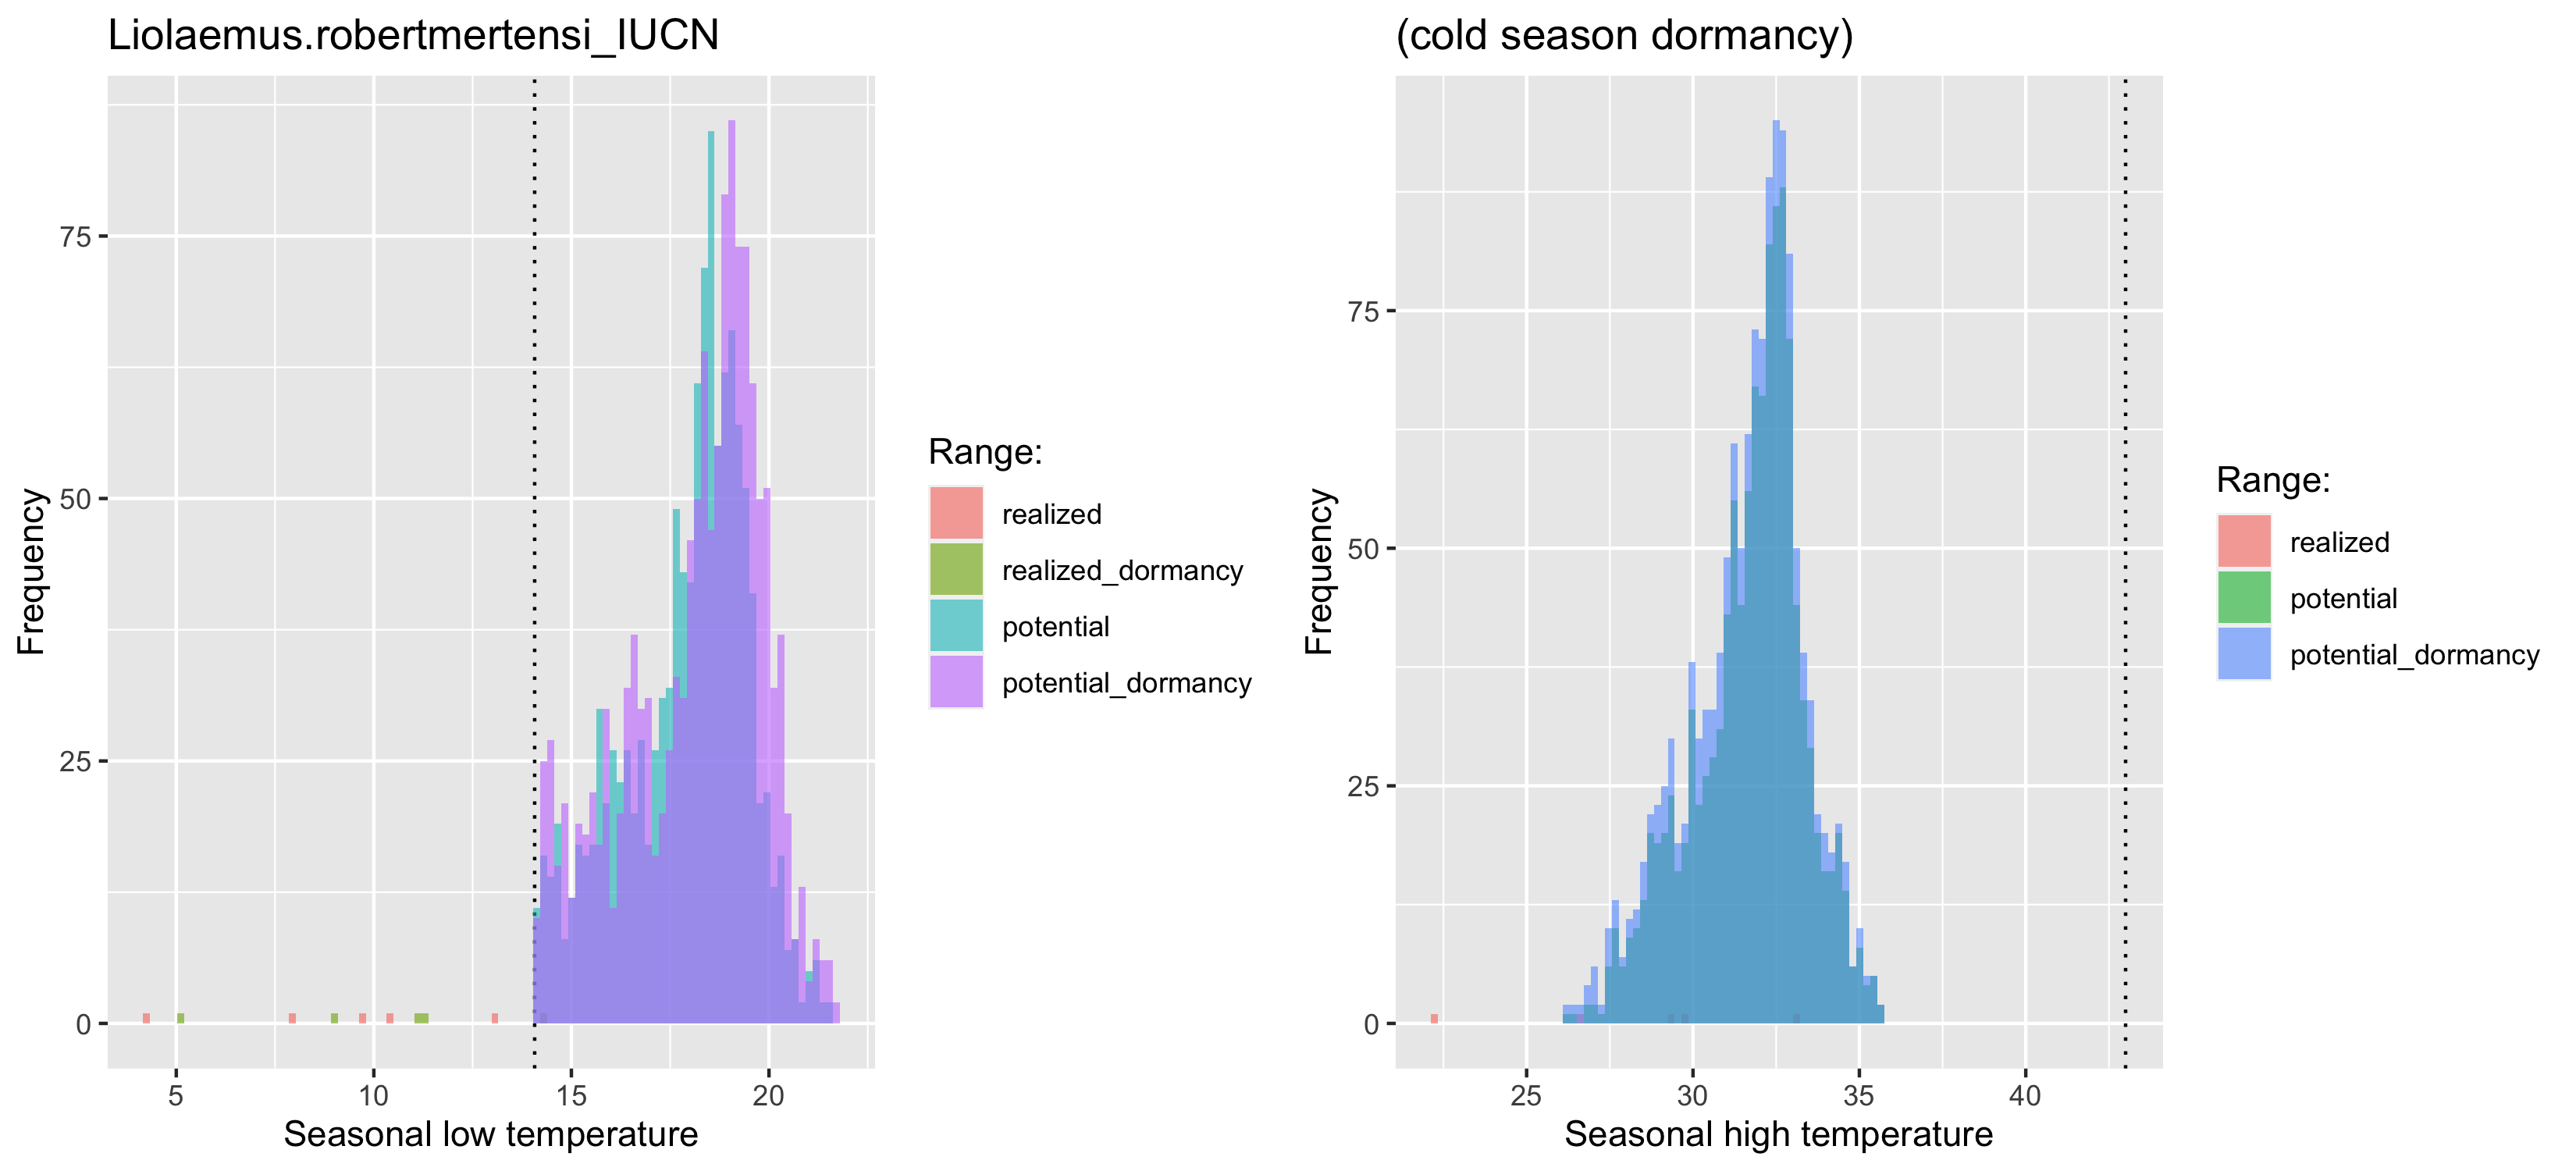 Liolaemus.robertmertensi_IUCN
75
50
25
0
5 10 15 20
Seasonal low temperature
Frequency
Range:
realized
realized_dormancy
potential
potential_dormancy
(cold season dormancy)
75
50
25
0
25 30 35 40
Seasonal high temperature
Frequency
Range:
realized
potential
potential_dormancy